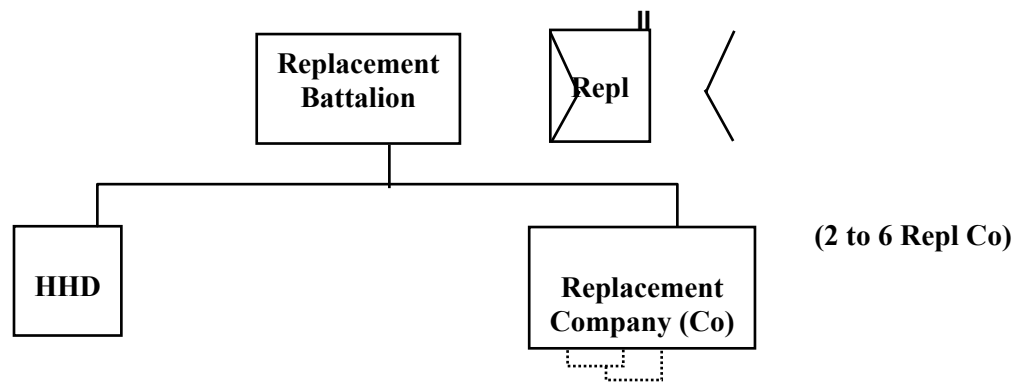 Replacement
Battalion
II
Repl
HHD
Replacement
Company (Co)
(2 to 6 Repl Co)